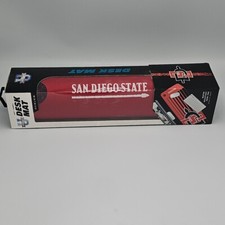 DESK MAT
SAN DIEGO STATE
DESK
MAT